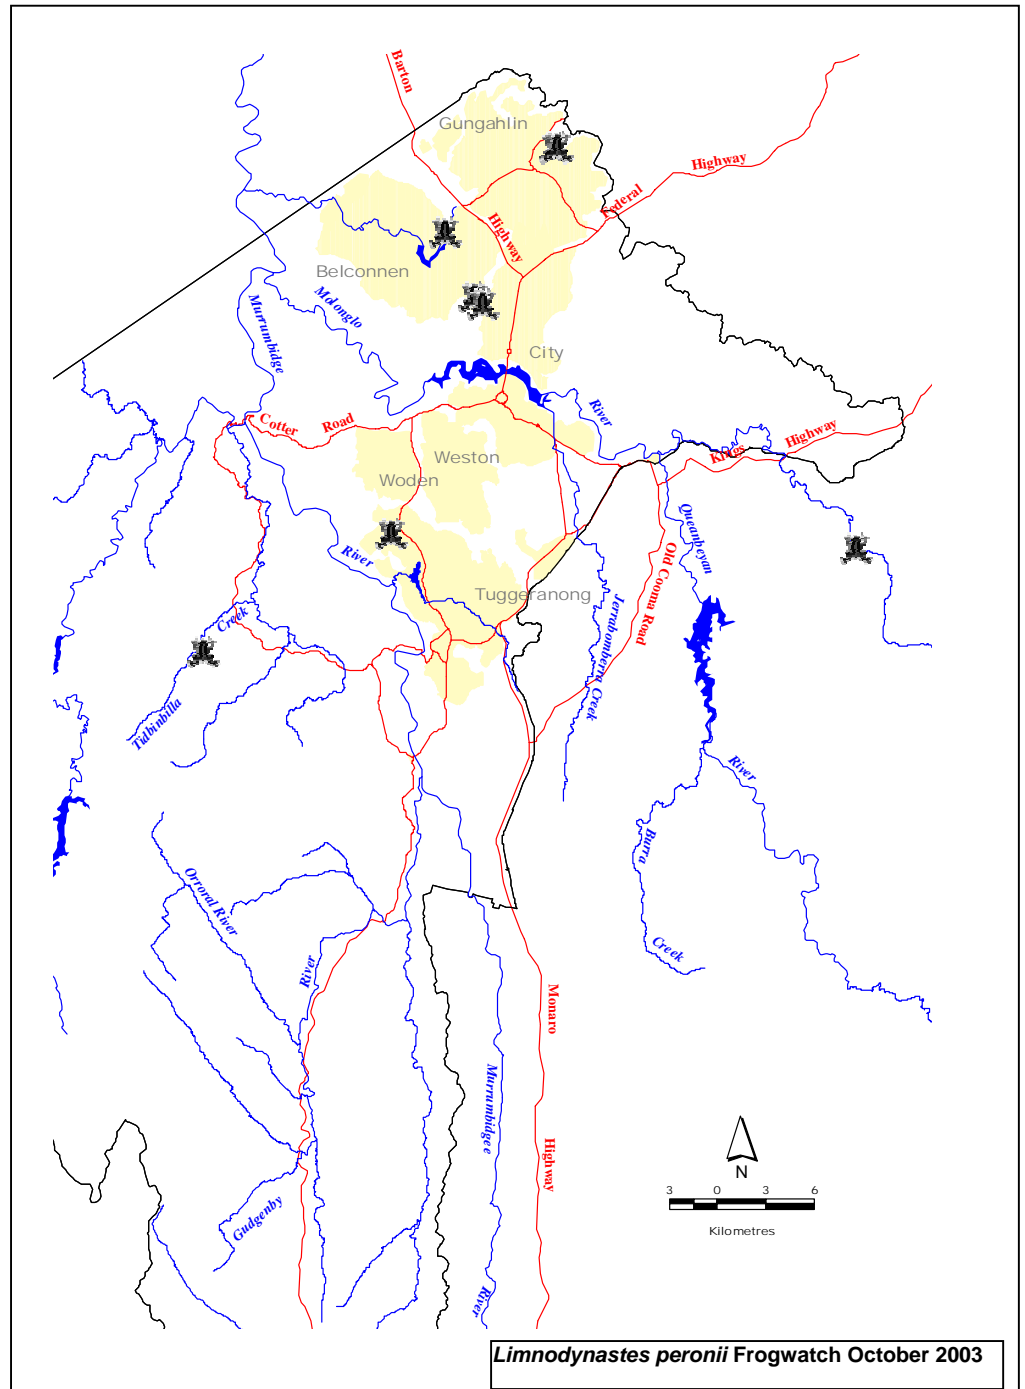 Barton
Gungahlin
Highway
Federal
Highway
Belconnen
Molonglo
Murrumbidge
City
River
Cotter
Road
Highway
Kings
Weston
Woden
Queanbeyan
River
Old Cooma Road
Tuggeranong
Jerrabomberra Creek
Creek
Tidbinbilla
River
Burra
Orroral River
Creek
River
Monaro
Murrumbidgee
Highway
N
3 0 3 6
Kilometres
Gudgenby
River
Limnodynastes peronii Frogwatch October 2003